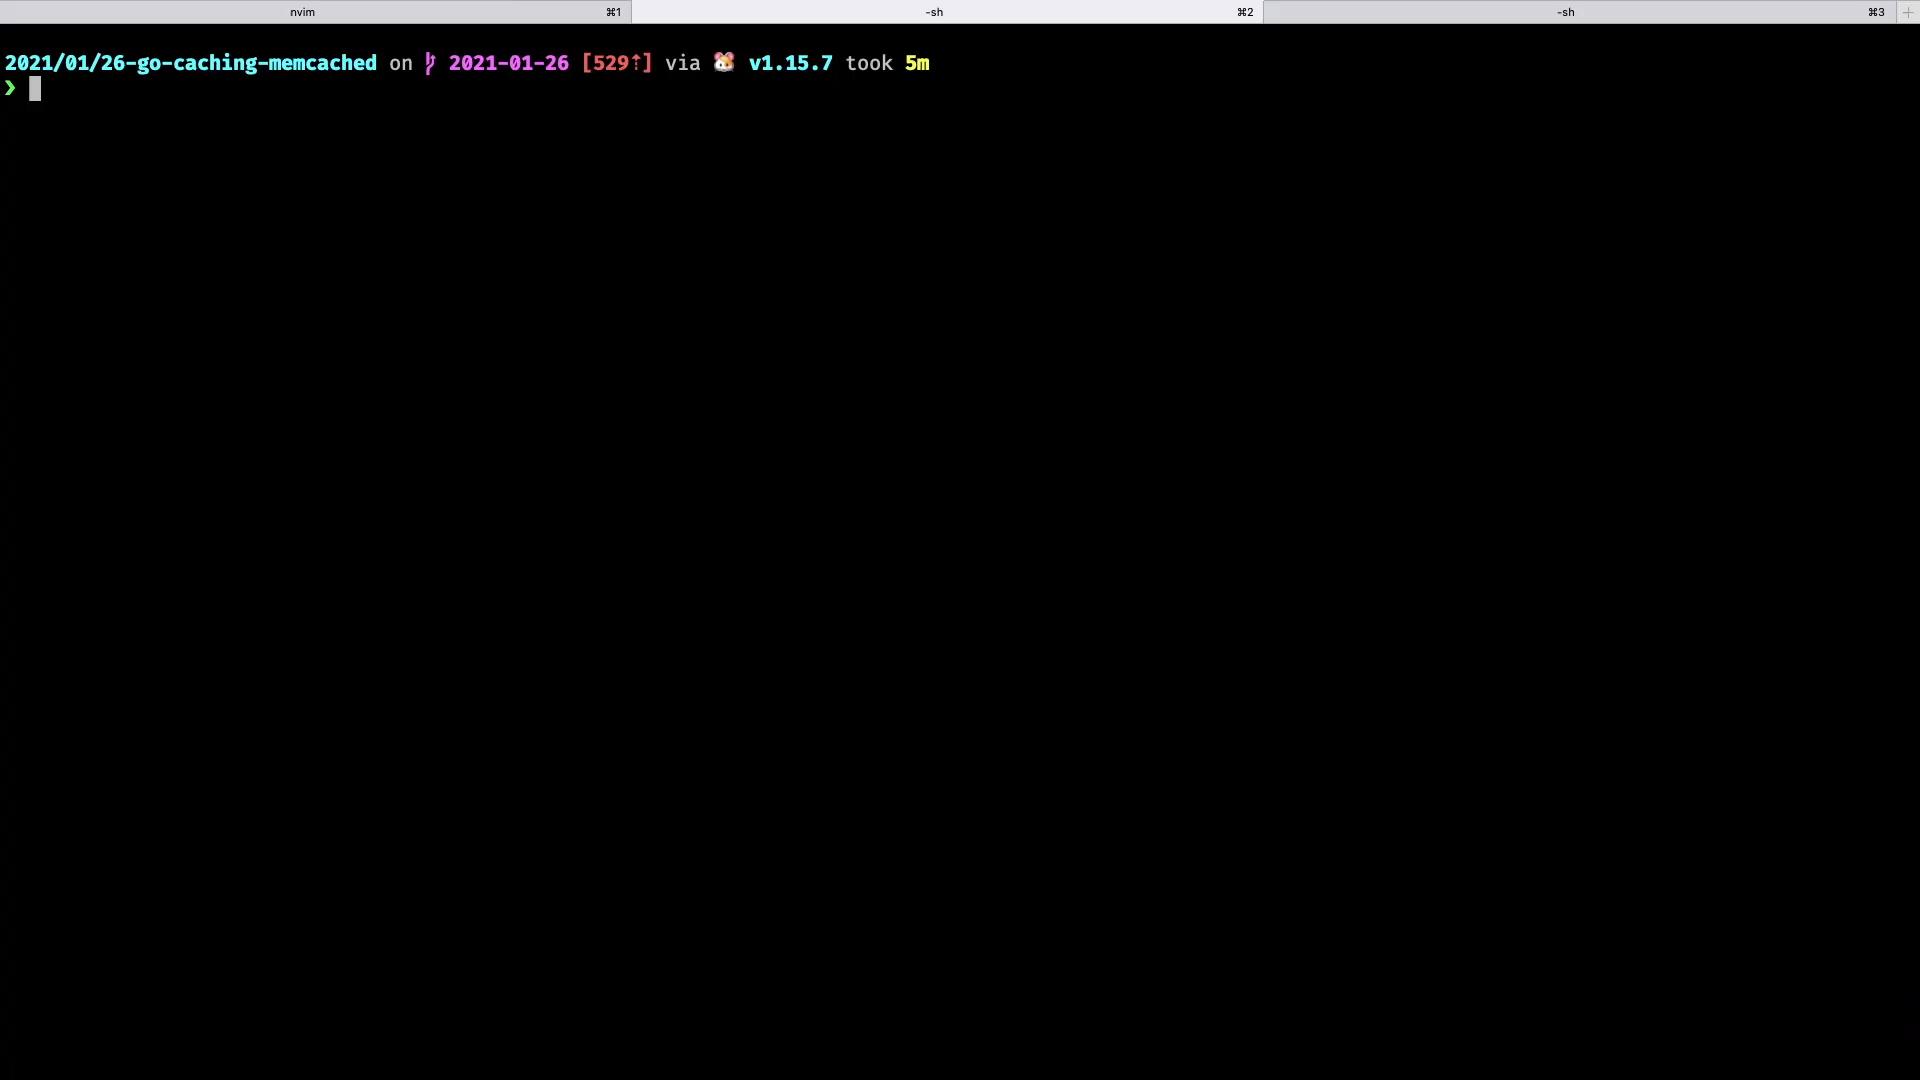 nvim ⌘1 -sh ⌘2 -sh ⌘3
2021/01/26-go-caching-memcached on 2021-01-26 [529⇡] via 🐹 v1.15.7 took 5m
❯